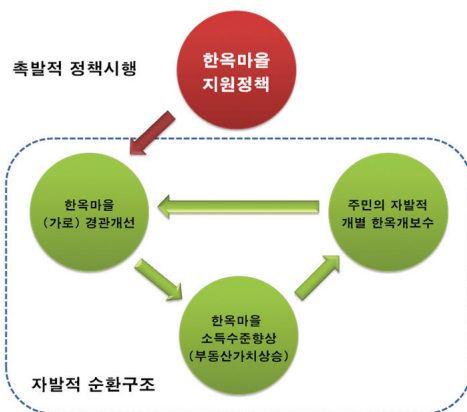 촉발적 정책시행
한옥마을
지원정책
한옥마을
(가로) 경관개선
주민의 자발적
개별 한옥개보수
한옥마을
소득수준향상
(부동산가치상승)
자발적 순환구조